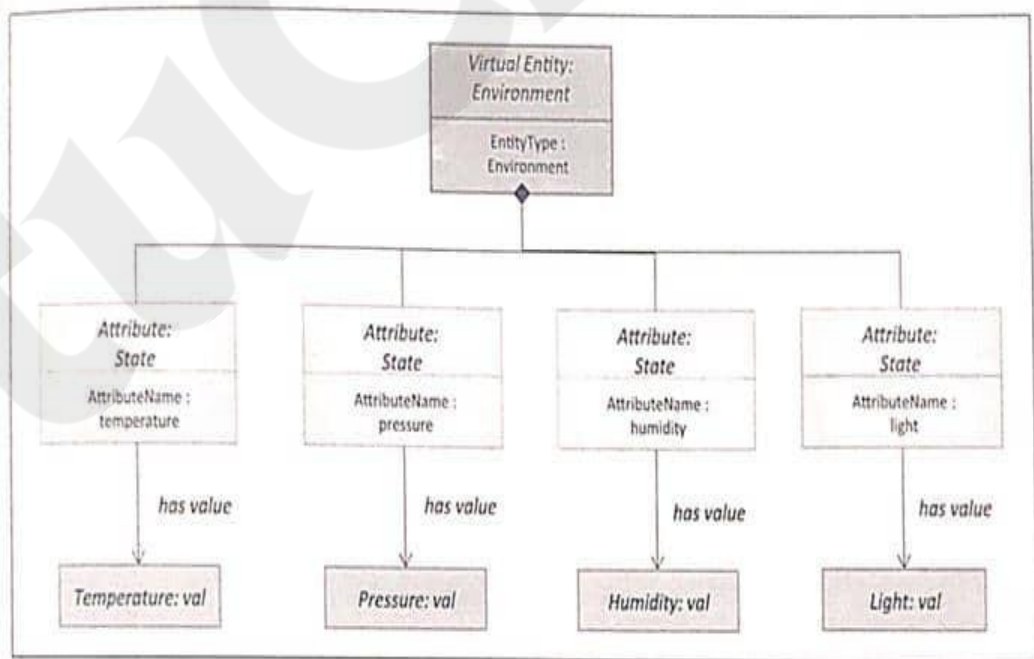 Virtual Entity:
Environment
EntityType :
Environment
Attribute:
State
AttributeName :
temperature
Attribute:
State
AttributeName :
pressure
Attribute:
State
AttributeName :
humidity
Attribute:
State
AttributeName :
light
has value
has value
has value
has value
Temperature: val
Pressure: val
Humidity: val
Light: val